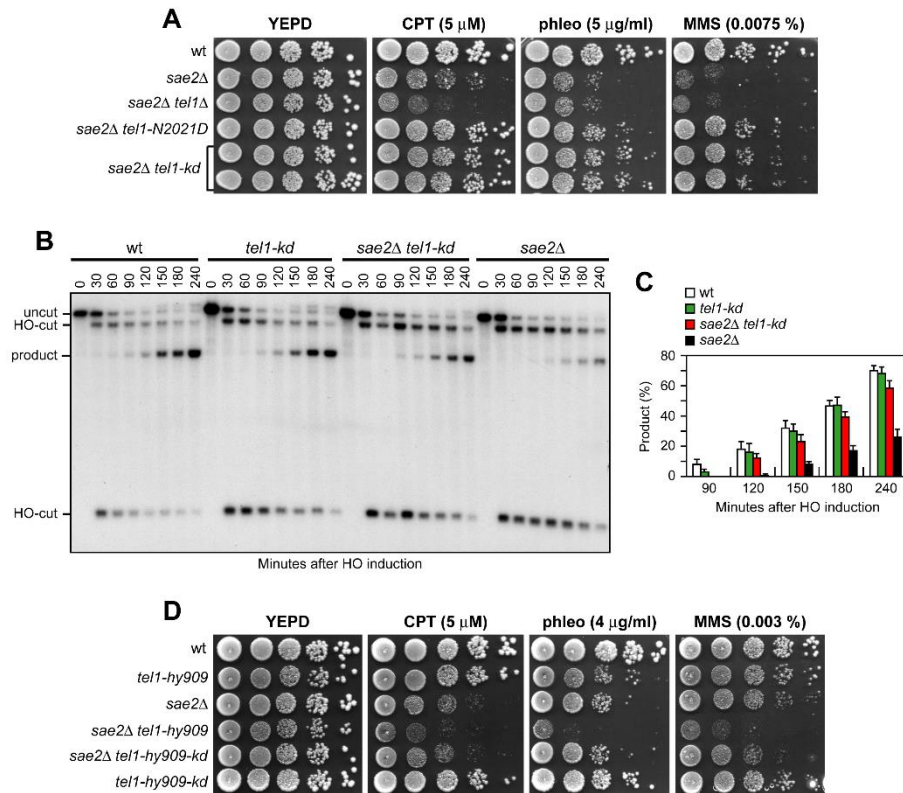 A
YEPD CPT (5 µM) phleo (5 µg/ml) MMS (0.0075 %)
wt
sae2Δ
sae2Δ tel1Δ
sae2Δ tel1-N2021D
sae2Δ tel1-kd
B
wt tel1-kd sae2Δ tel1-kd sae2Δ
0 30 60 90 120 150 180 240 0 30 60 90 120 150 180 240 0 30 60 90 120 150 180 240 0 30 60 90 120 150 180 240
uncut
HO-cut
product
HO-cut
Minutes after HO induction
C
wt
tel1-kd
sae2Δ tel1-kd
sae2Δ
Product (%)
80
60
40
20
0
90 120 150 180 240
Minutes after HO induction
D
YEPD CPT (5 µM) phleo (4 µg/ml) MMS (0.003 %)
wt
tel1-hy909
sae2Δ
sae2Δ tel1-hy909
sae2Δ tel1-hy909-kd
tel1-hy909-kd